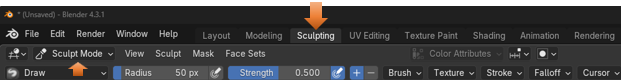 * (Unsaved) - Blender 4.3.1
File Edit Render Window Help Layout Modeling Sculpting UV Editing Texture Paint Shading Animation Rendering
Sculpt Mode View Sculpt Mask Face Sets Color Attributes
Draw Radius 50 px Strength 0.500 + − Brush Texture Stroke Falloff Cursor